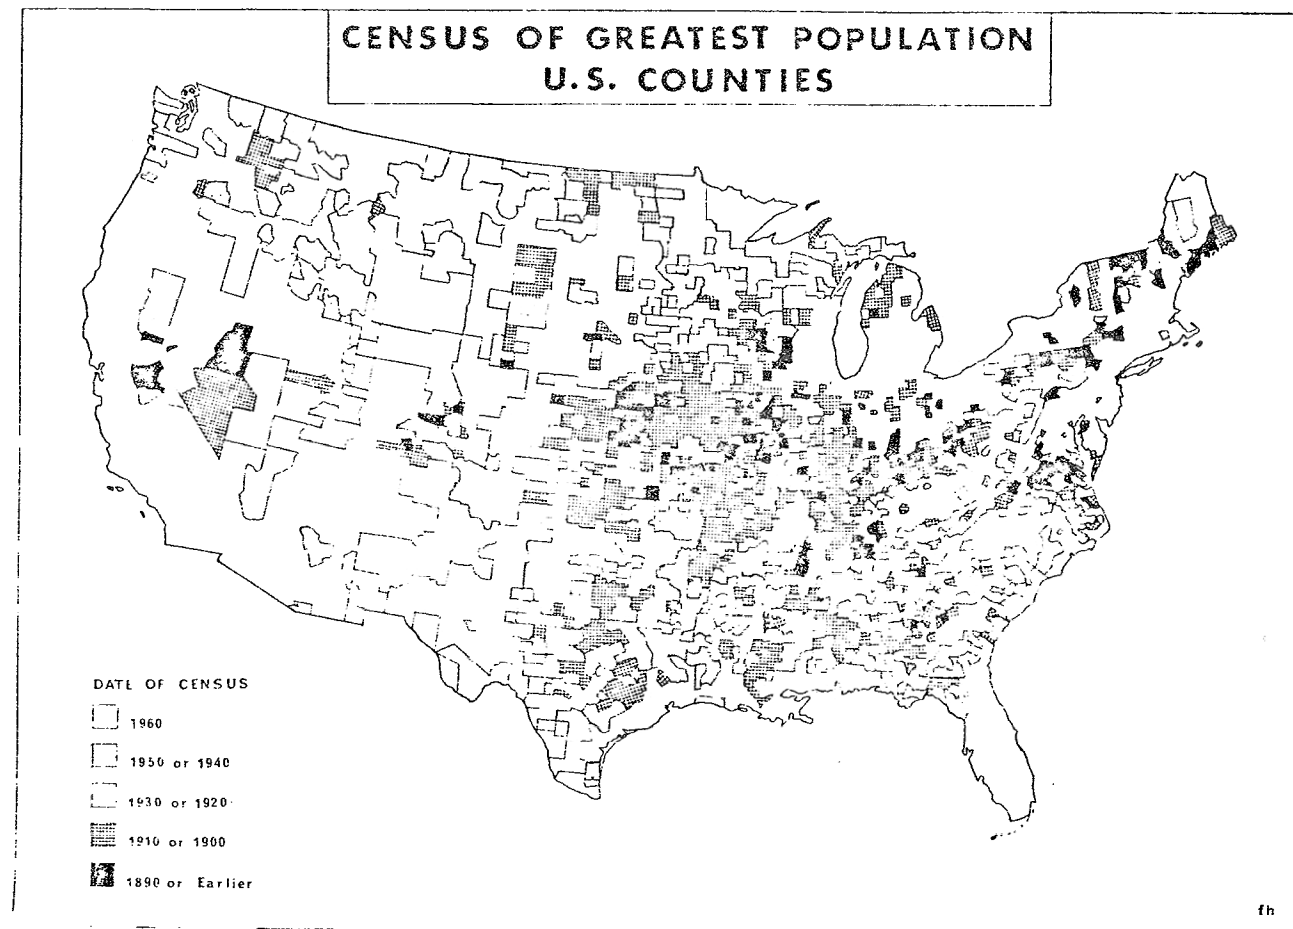 CENSUS OF GREATEST POPULATION
U.S. COUNTIES
DATE OF CENSUS
1960
1950 or 1940
1930 or 1920
1910 or 1900
1890 or Earlier
fh